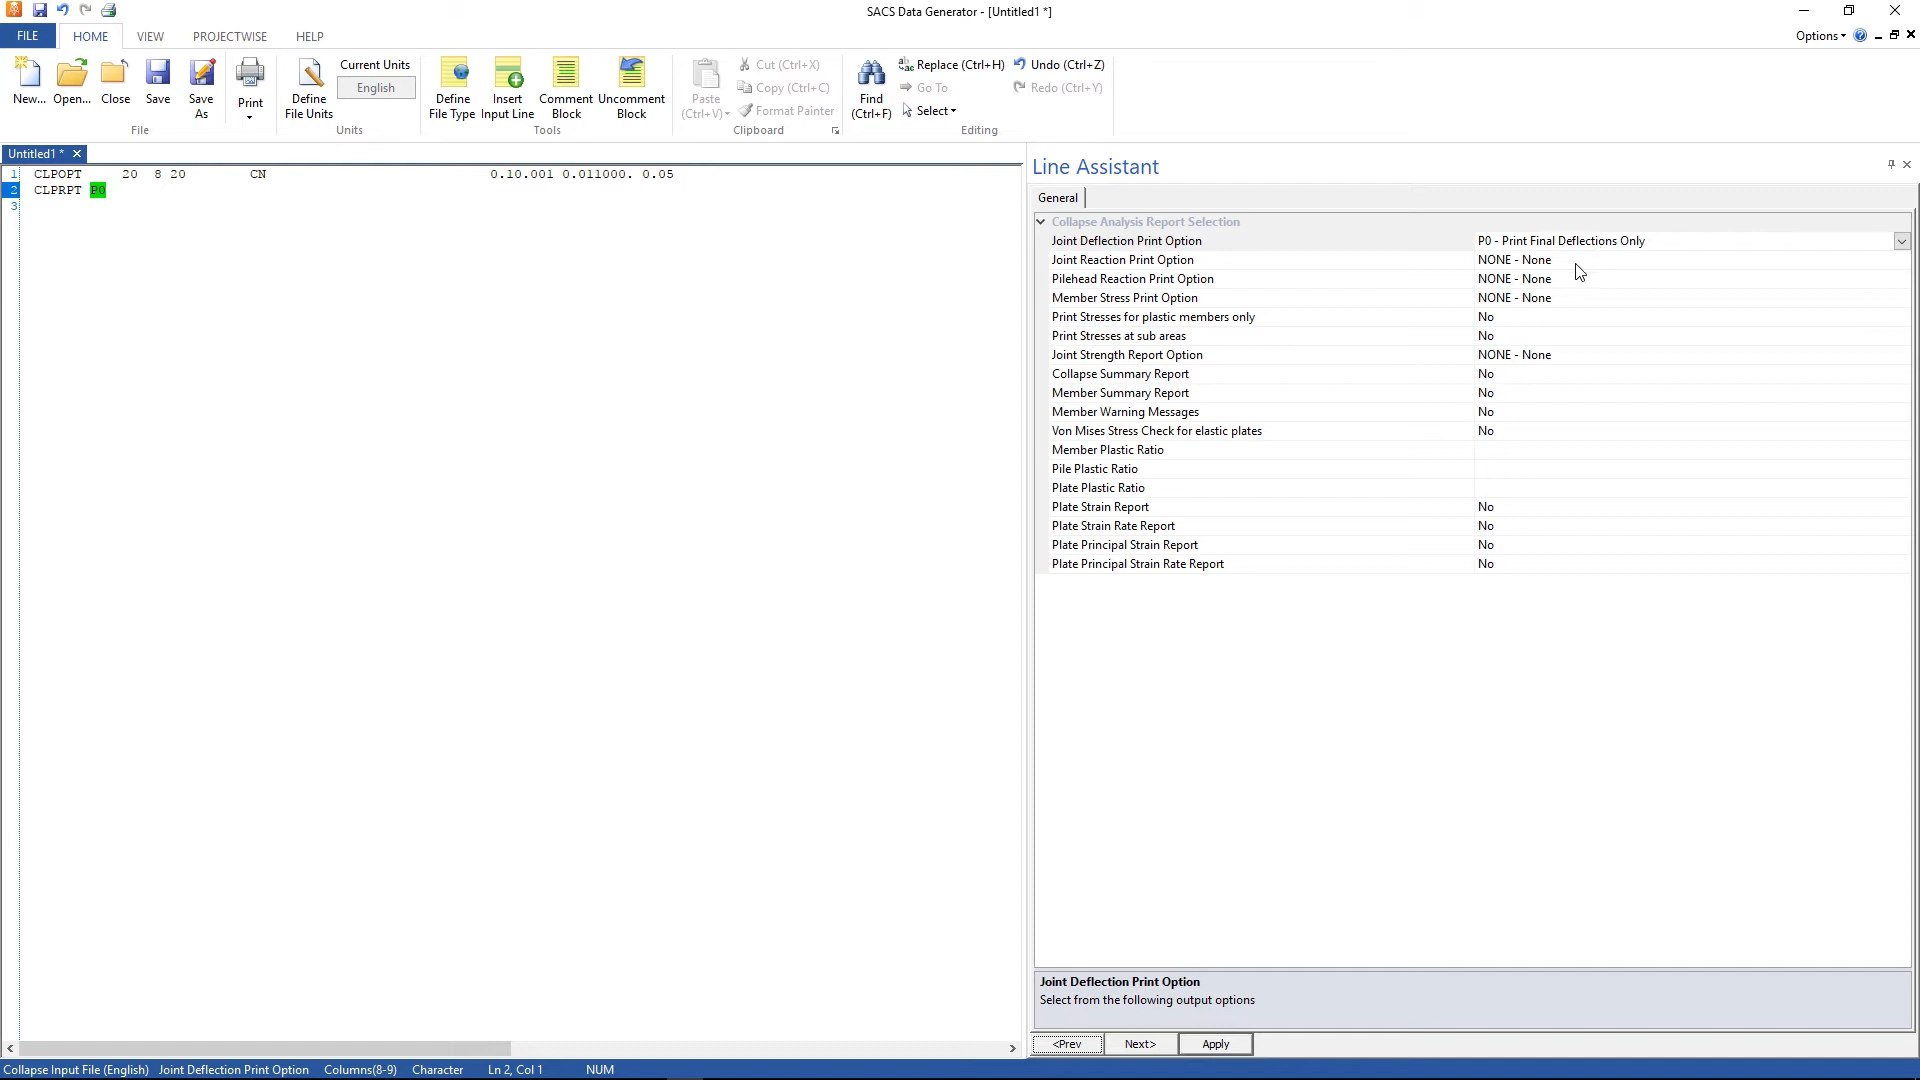 SACS Data Generator - [Untitled1 *]
FILE HOME VIEW PROJECTWISE HELP Options
New... Open... Close Save Save As Print
File
Define File Units
Current Units
English
Units
Define File Type Insert Input Line Comment Block Uncomment Block
Tools
Paste (Ctrl+V)
Cut (Ctrl+X)
Copy (Ctrl+C)
Format Painter
Clipboard
Find (Ctrl+F)
Replace (Ctrl+H)
Go To
Select
Undo (Ctrl+Z)
Redo (Ctrl+Y)
Editing
Untitled1 *
1 CLPOPT 20 8 20 CN 0.10.001 0.011000. 0.05
2 CLPRPT P0
3
Line Assistant
General
Collapse Analysis Report Selection
Joint Deflection Print Option P0 - Print Final Deflections Only
Joint Reaction Print Option NONE - None
Pilehead Reaction Print Option NONE - None
Member Stress Print Option NONE - None
Print Stresses for plastic members only No
Print Stresses at sub areas No
Joint Strength Report Option NONE - None
Collapse Summary Report No
Member Summary Report No
Member Warning Messages No
Von Mises Stress Check for elastic plates No
Member Plastic Ratio
Pile Plastic Ratio
Plate Plastic Ratio
Plate Strain Report No
Plate Strain Rate Report No
Plate Principal Strain Report No
Plate Principal Strain Rate Report No
Joint Deflection Print Option
Select from the following output options
<Prev Next> Apply
Collapse Input File (English) Joint Deflection Print Option Columns(8-9) Character Ln 2, Col 1 NUM